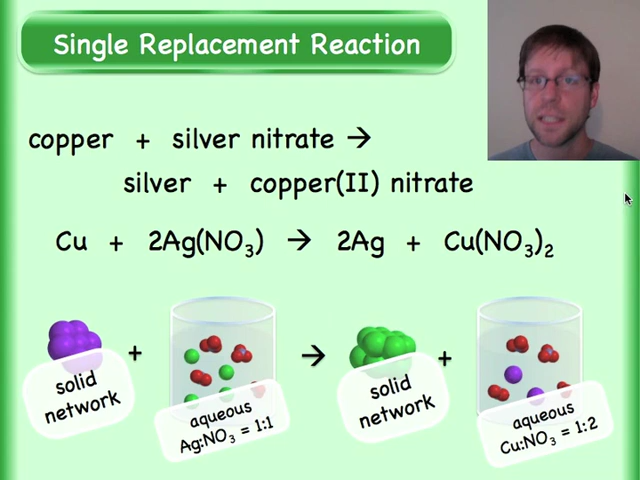 Single Replacement Reaction
copper + silver nitrate →
silver + copper(II) nitrate
Cu + 2Ag(NO₃) → 2Ag + Cu(NO₃)₂
+ → +
solid
network
aqueous
Ag:NO₃ = 1:1
solid
network
aqueous
Cu:NO₃ = 1:2